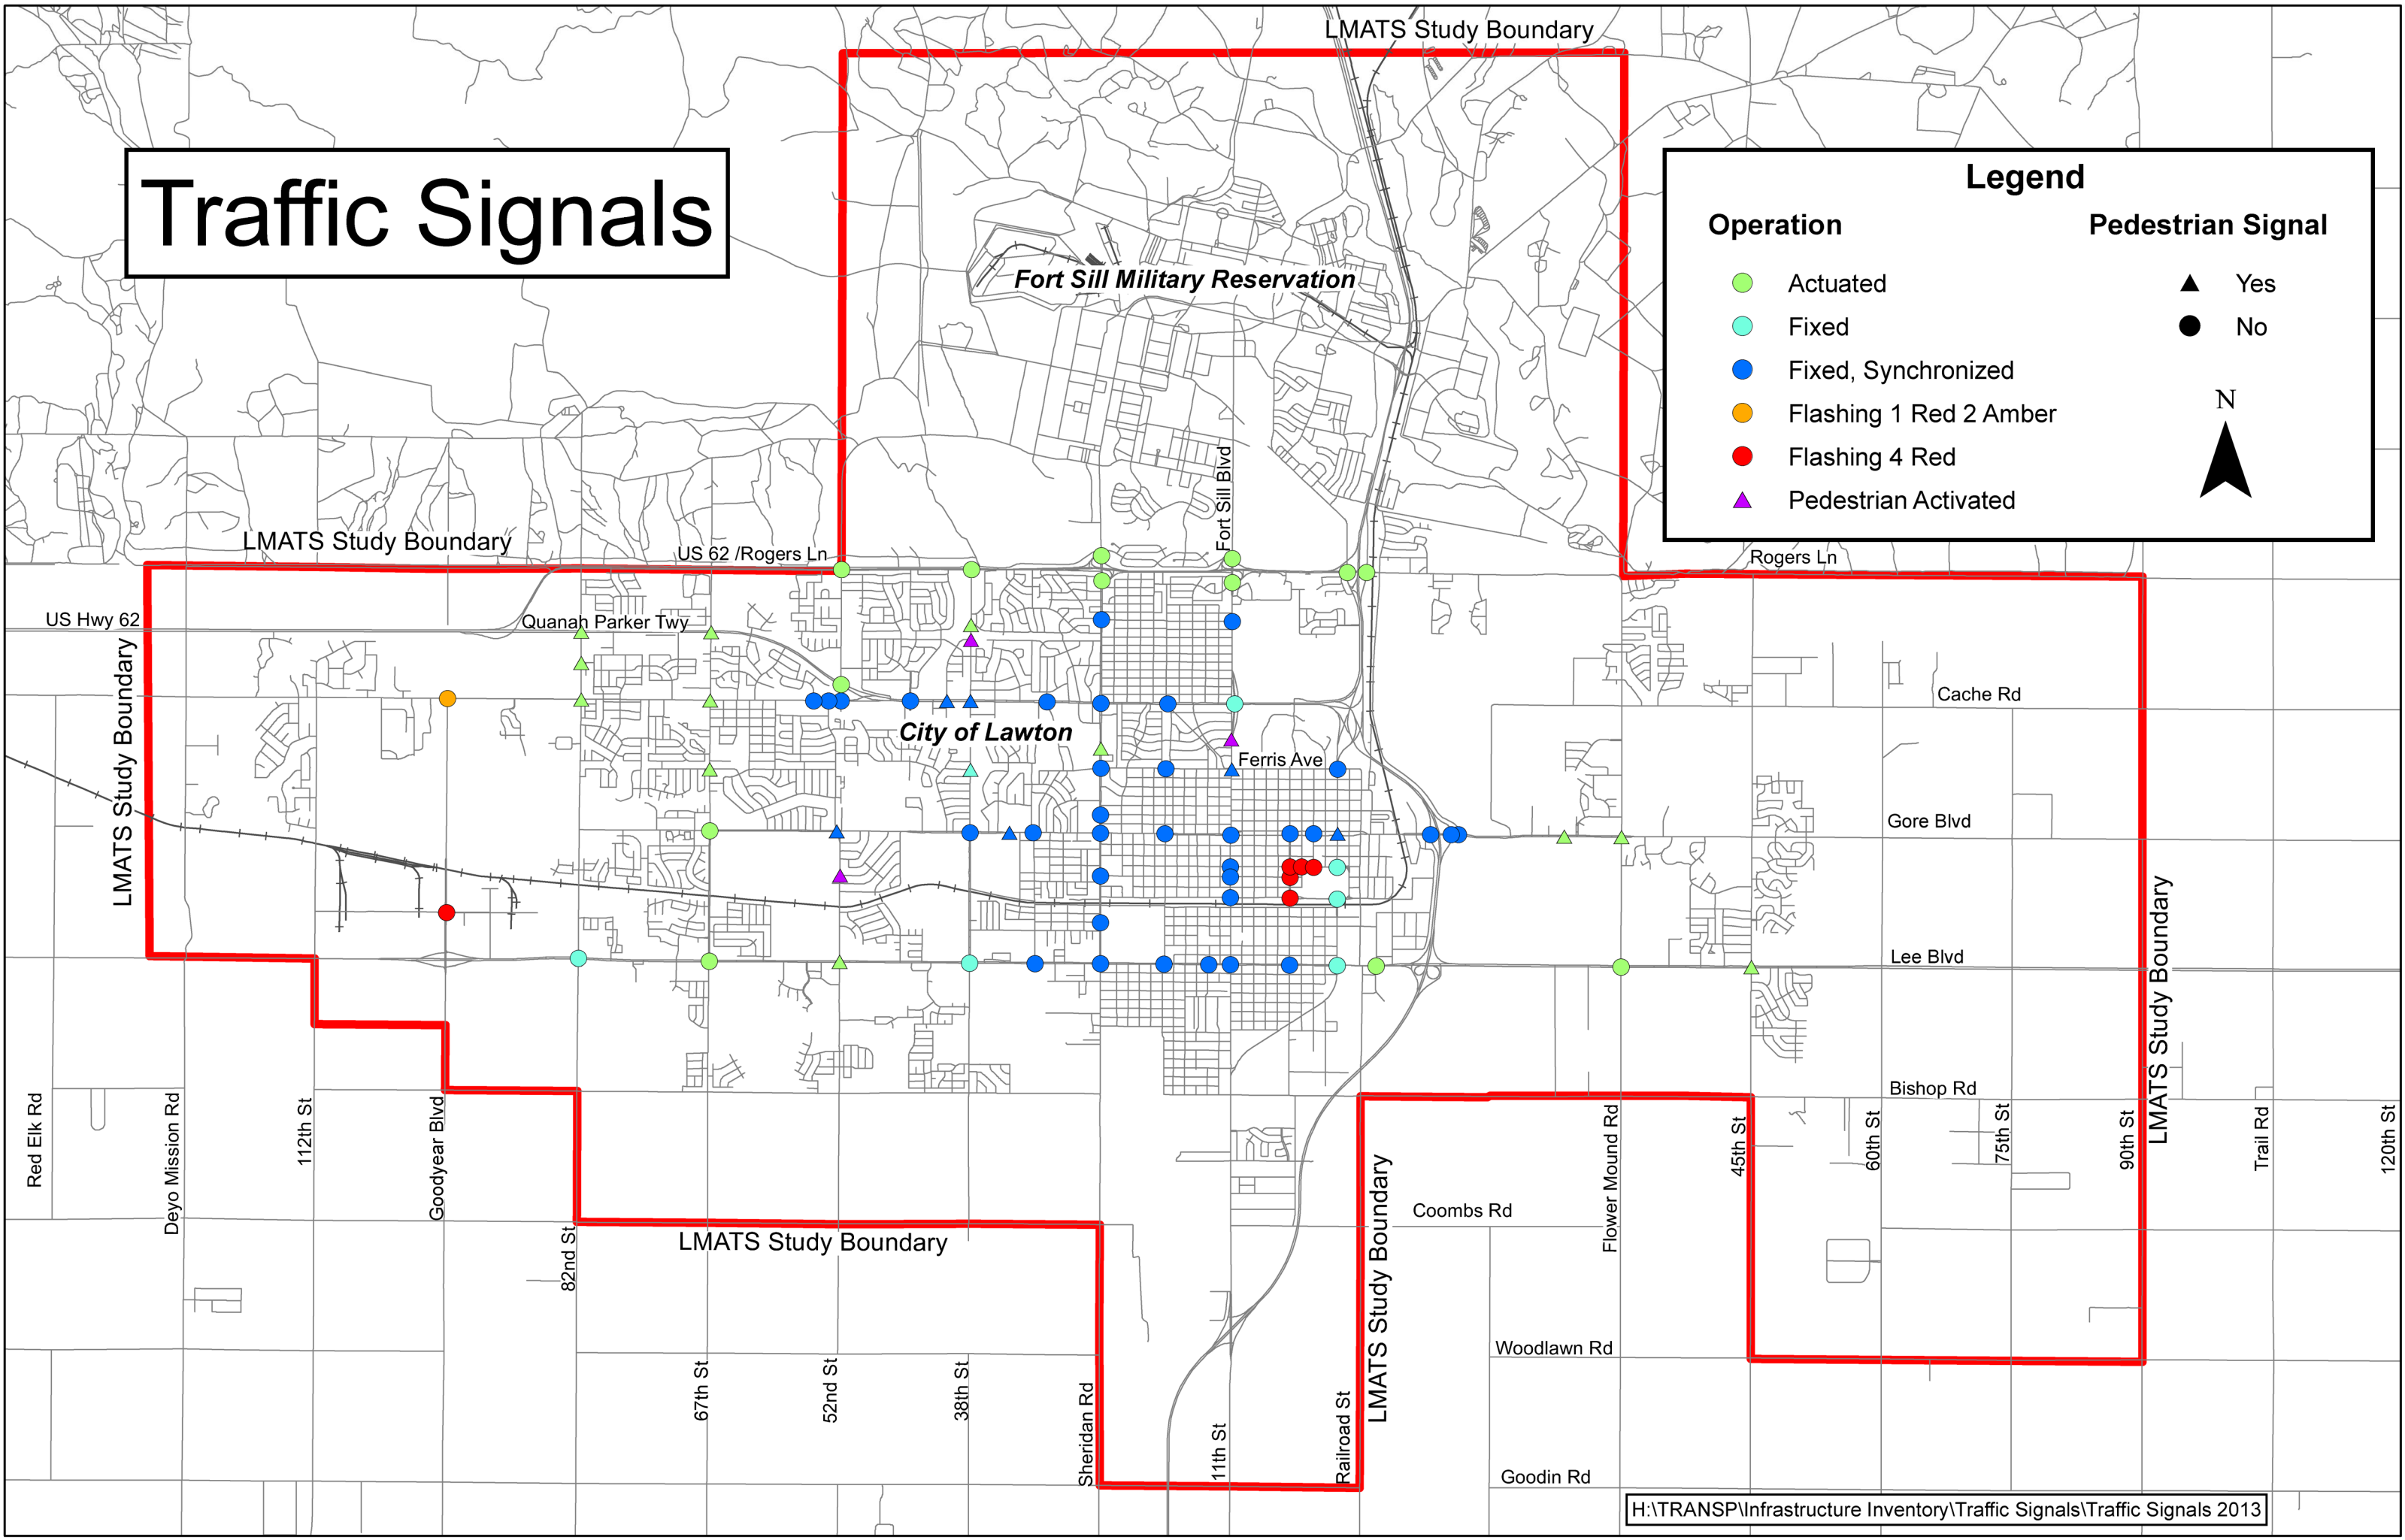 LMATS Study Boundary
Traffic Signals
Legend
Operation
Pedestrian Signal
Actuated
Fixed
Fixed, Synchronized
Flashing 1 Red 2 Amber
Flashing 4 Red
Pedestrian Activated
Yes
No
N
Fort Sill Military Reservation
Fort Sill Blvd
LMATS Study Boundary
US 62 /Rogers Ln
Rogers Ln
US Hwy 62
Quanah Parker Twy
LMATS Study Boundary
Cache Rd
City of Lawton
Ferris Ave
Gore Blvd
Lee Blvd
LMATS Study Boundary
Bishop Rd
Red Elk Rd
Deyo Mission Rd
112th St
Goodyear Blvd
82nd St
LMATS Study Boundary
67th St
52nd St
38th St
Sheridan Rd
11th St
Railroad St
LMATS Study Boundary
Coombs Rd
Flower Mound Rd
45th St
60th St
75th St
90th St
Trail Rd
120th St
Woodlawn Rd
Goodin Rd
H:\TRANSP\Infrastructure Inventory\Traffic Signals\Traffic Signals 2013